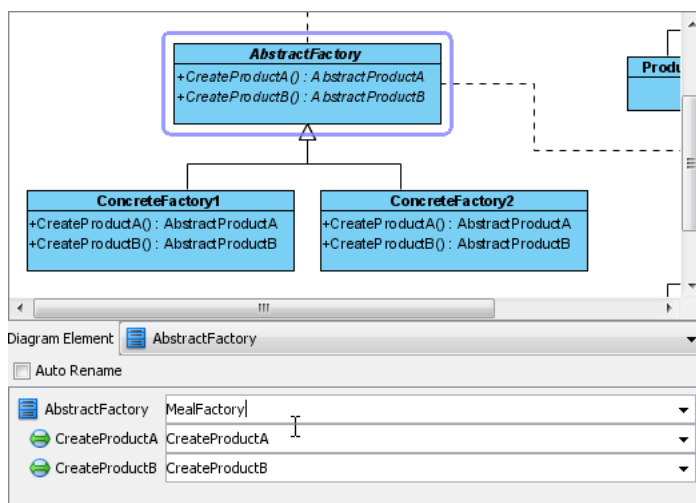 AbstractFactory
+CreateProductA() : AbstractProductA
+CreateProductB() : AbstractProductB
ConcreteFactory1
+CreateProductA() : AbstractProductA
+CreateProductB() : AbstractProductB
ConcreteFactory2
+CreateProductA() : AbstractProductA
+CreateProductB() : AbstractProductB
Diagram Element AbstractFactory
Auto Rename
AbstractFactory MealFactory
CreateProductA CreateProductA
CreateProductB CreateProductB